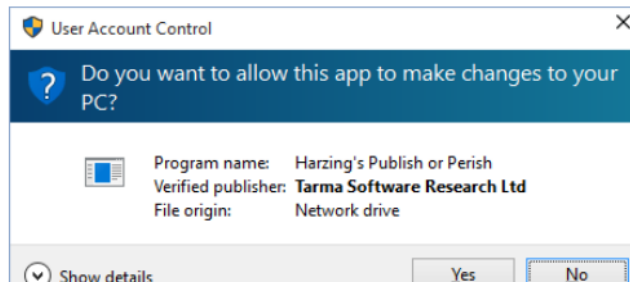 User Account Control
Do you want to allow this app to make changes to your
PC?
Program name: Harzing's Publish or Perish
Verified publisher: Tarma Software Research Ltd
File origin: Network drive
Show details Yes No